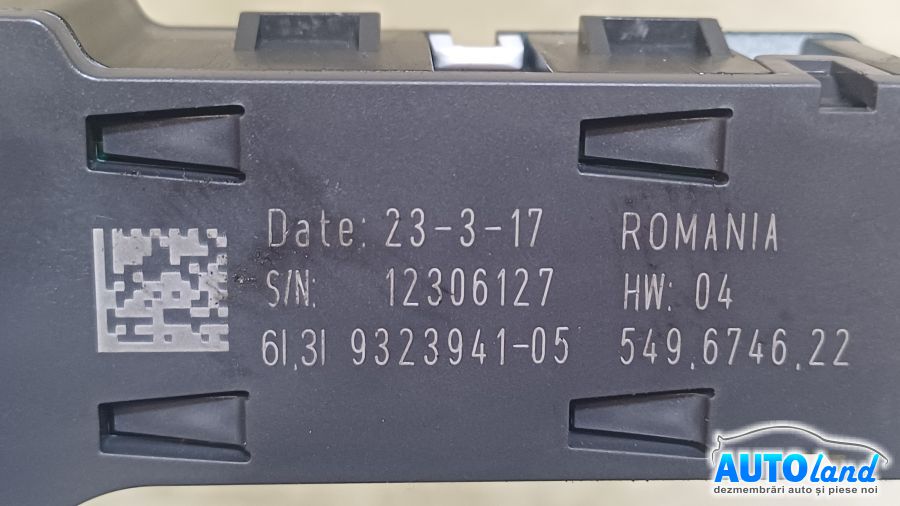 Date: 23-3-17 ROMANIA
S/N: 12306127 HW: 04
61.31 9323941-05 549.6746.22
AUTOland
dezmembrări auto și piese noi